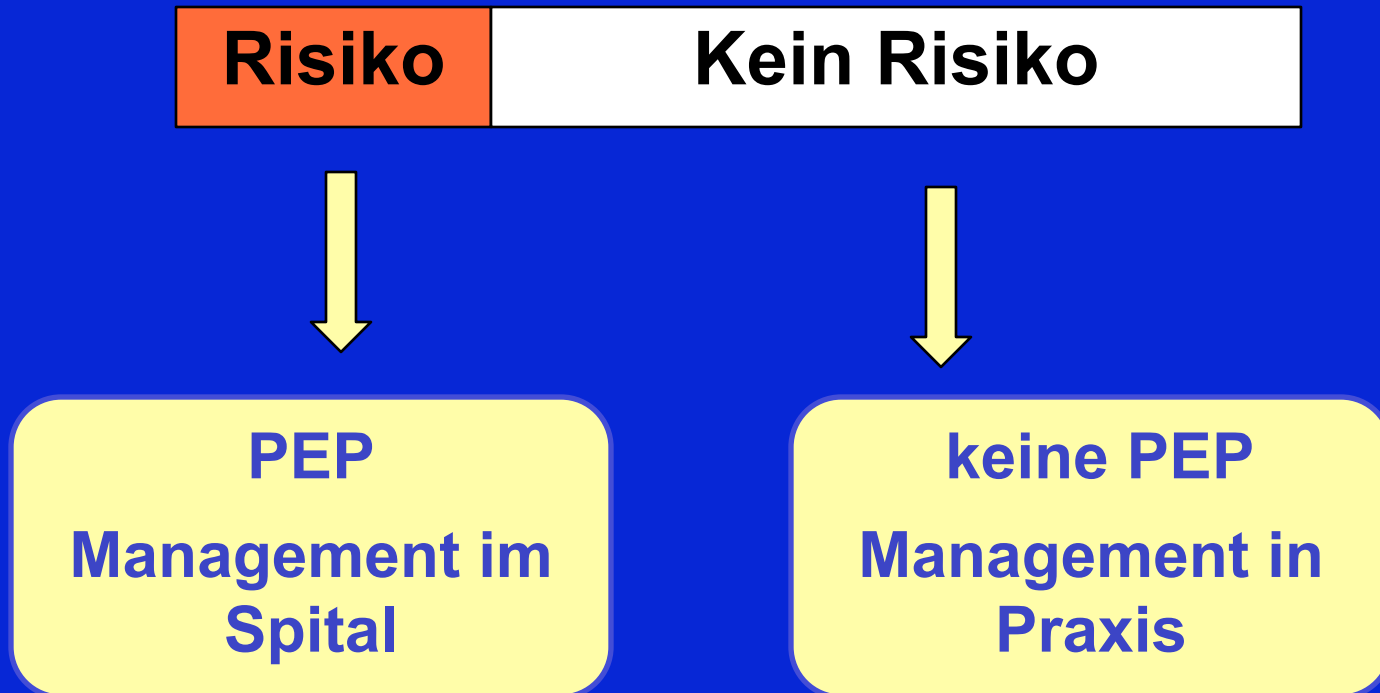 Risiko
Kein Risiko
PEP
Management im
Spital
keine PEP
Management in
Praxis